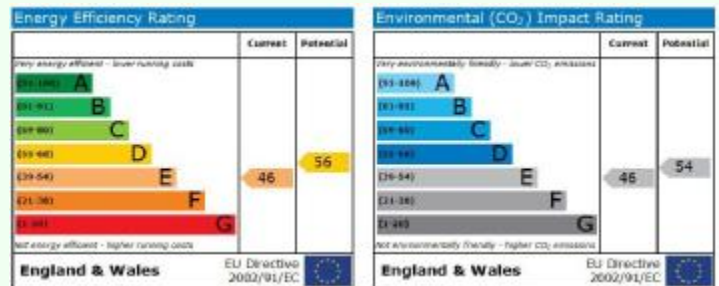 Energy Efficiency Rating
Current Potential
Very energy efficient - lower running costs
(92-100) A
(81-91) B
(69-80) C
(55-68) D
(39-54) E
(21-38) F
(1-20) G
46
56
Not energy efficient - higher running costs
England & Wales
EU Directive
2002/91/EC
Environmental (CO₂) Impact Rating
Current Potential
Very environmentally friendly - lower CO₂ emissions
(92-100) A
(81-91) B
(69-80) C
(55-68) D
(39-54) E
(21-38) F
(1-20) G
46
54
Not environmentally friendly - higher CO₂ emissions
England & Wales
EU Directive
2002/91/EC